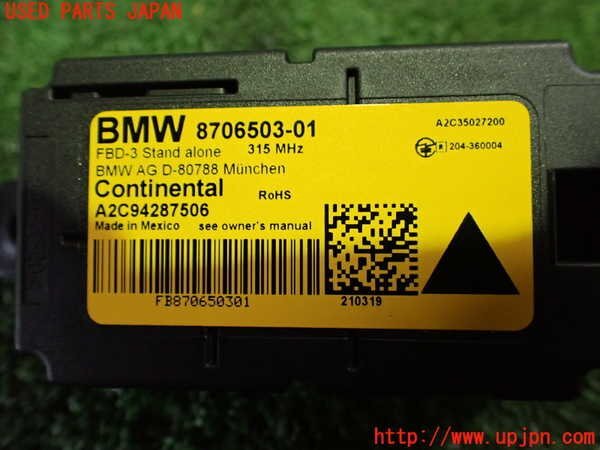 USED PARTS JAPAN
BMW 8706503-01
FBD-3 Stand alone 315 MHz
BMW AG D-80788 München
Continental RoHS
A2C94287506
Made in Mexico see owner's manual
A2C35027200
R 204-360004
FB870650301
210319
http://www.upjpn.com/